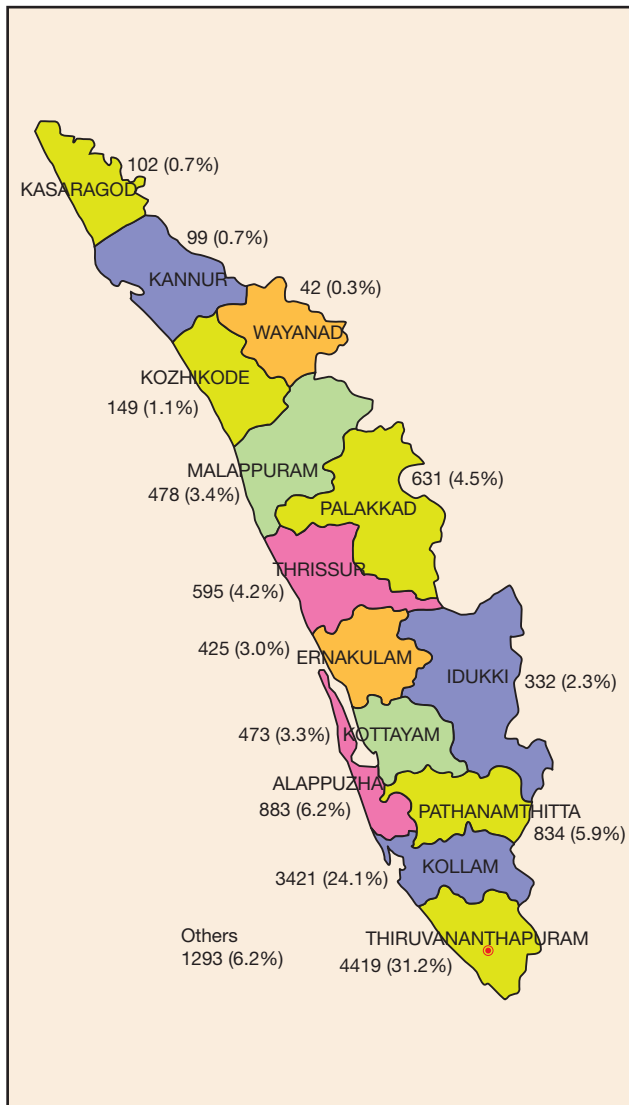 102 (0.7%)
KASARAGOD
99 (0.7%)
KANNUR
42 (0.3%)
WAYANAD
KOZHIKODE
149 (1.1%)
MALAPPURAM
478 (3.4%)
631 (4.5%)
PALAKKAD
THRISSUR
595 (4.2%)
425 (3.0%)
ERNAKULAM
IDUKKI
332 (2.3%)
473 (3.3%)
KOTTAYAM
ALAPPUZHA
883 (6.2%)
PATHANAMTHITTA
834 (5.9%)
KOLLAM
3421 (24.1%)
Others
1293 (6.2%)
THIRUVANANTHAPURAM
4419 (31.2%)